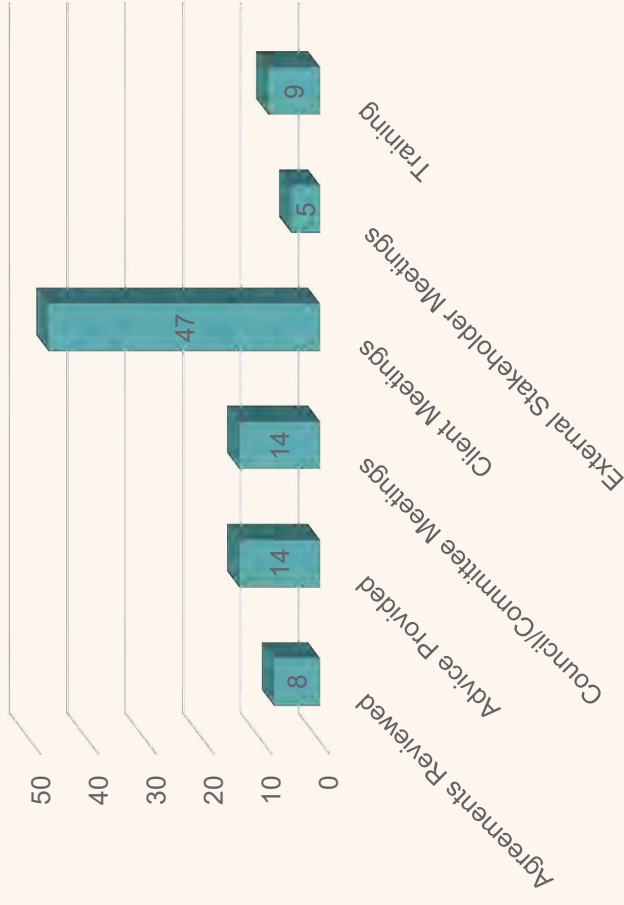 50
40
30
20
10
0
8
14
14
47
5
9
Agreements Reviewed
Advice Provided
Council/Committee Meetings
Client Meetings
External Stakeholder Meetings
Training